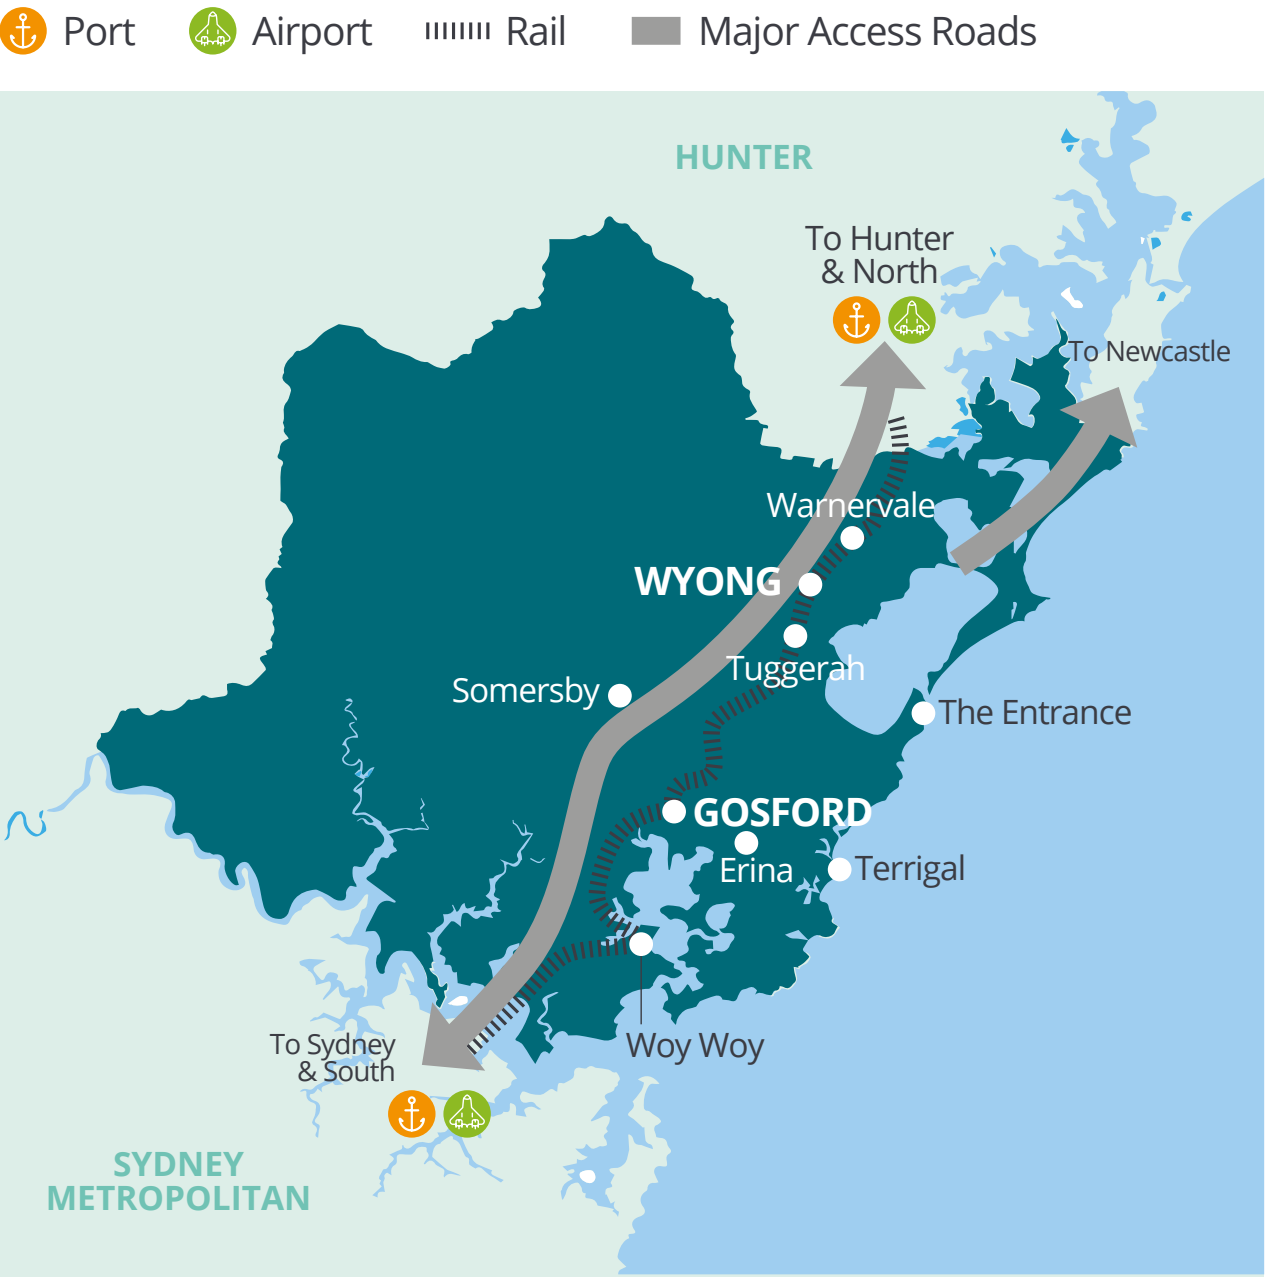 Port Airport Rail Major Access Roads
HUNTER
To Hunter
& North
To Newcastle
Warnervale
WYONG
Tuggerah
Somersby
The Entrance
GOSFORD
Erina
Terrigal
Woy Woy
To Sydney
& South
SYDNEY
METROPOLITAN